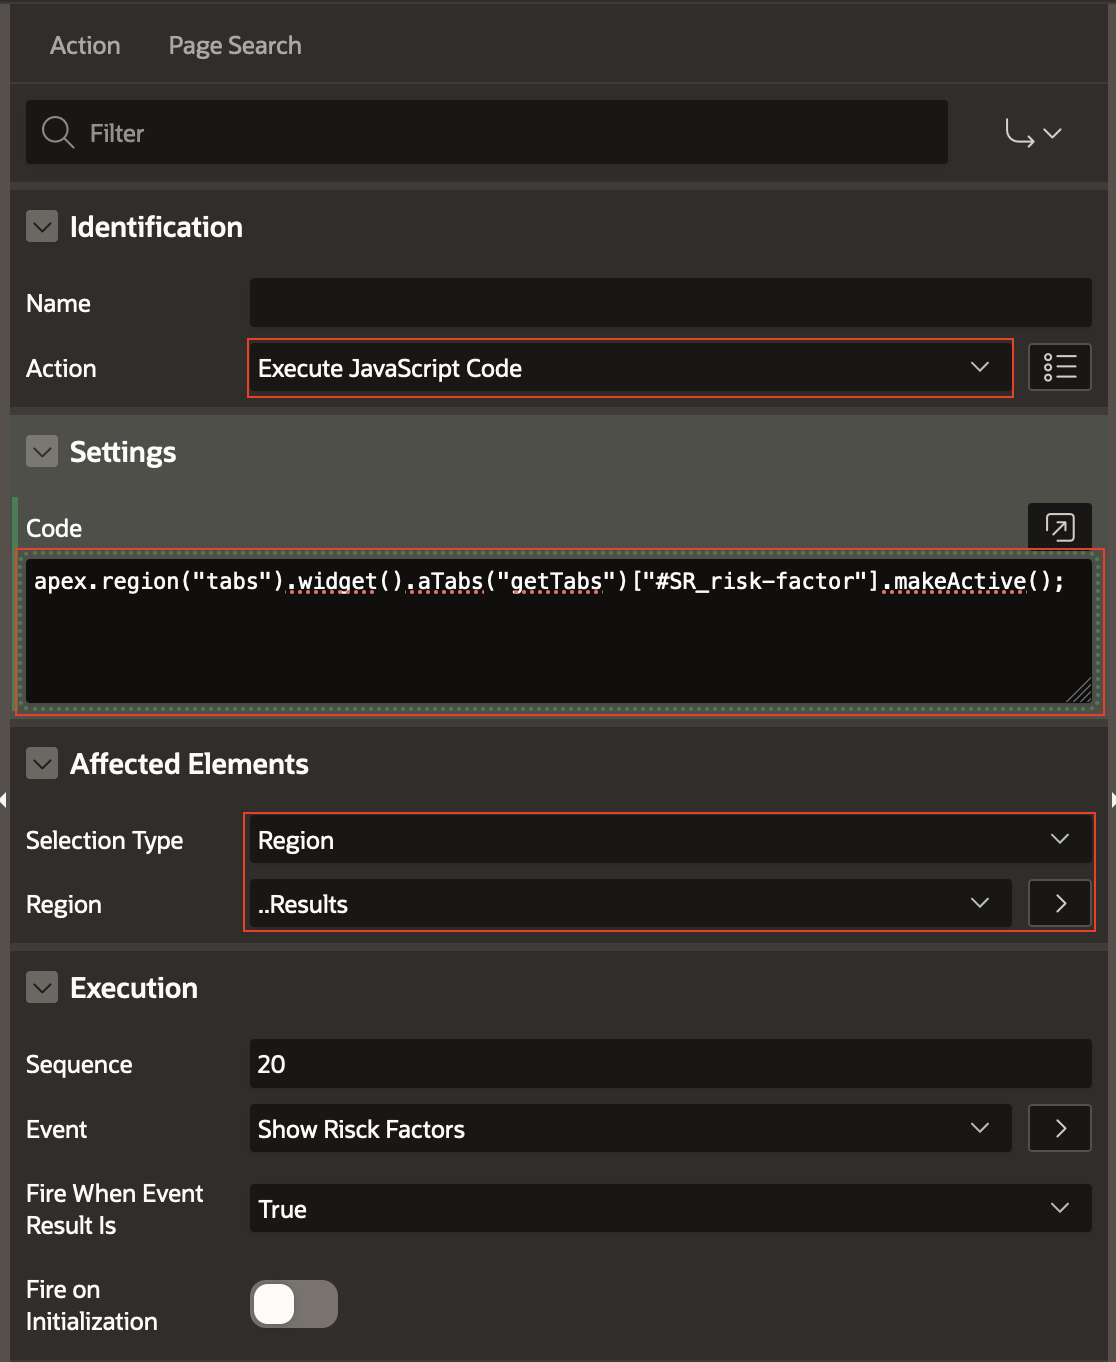 Action Page Search
Filter
Identification
Name
Action Execute JavaScript Code
Settings
Code
apex.region("tabs").widget().aTabs("getTabs")["#SR_risk-factor"].makeActive();
Affected Elements
Selection Type Region
Region ..Results
Execution
Sequence 20
Event Show Risck Factors
Fire When Event
Result Is True
Fire on
Initialization